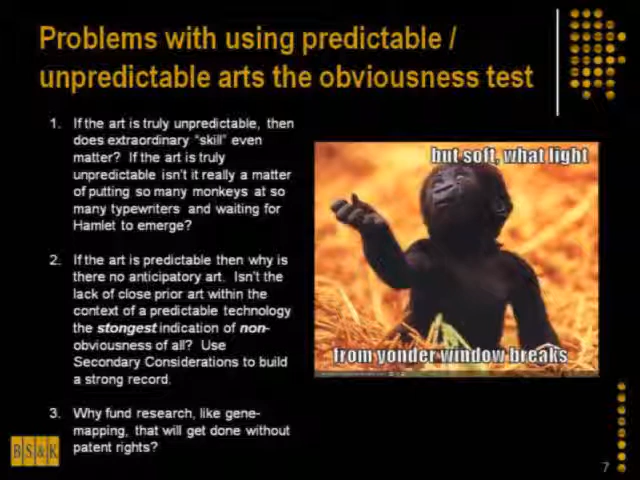 Problems with using predictable /
unpredictable arts the obviousness test
1. If the art is truly unpredictable, then
does extraordinary "skill" even
matter? If the art is truly
unpredictable isn't it really a matter
of putting so many monkeys at so
many typewriters and waiting for
Hamlet to emerge?
2. If the art is predictable then why is
there no anticipatory art. Isn't the
lack of close prior art within the
context of a predictable technology
the stongest indication of non-
obviousness of all? Use
Secondary Considerations to build
a strong record.
3. Why fund research, like gene-
mapping, that will get done without
patent rights?
but soft, what light
from yonder window breaks
BS&K
7